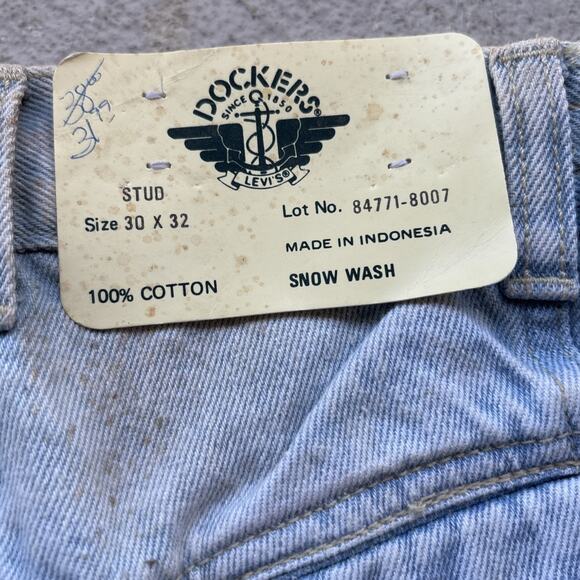 DOCKERS®
SINCE 1850
LEVI'S®
STUD
Size 30 X 32
Lot No. 84771-8007
MADE IN INDONESIA
100% COTTON
SNOW WASH